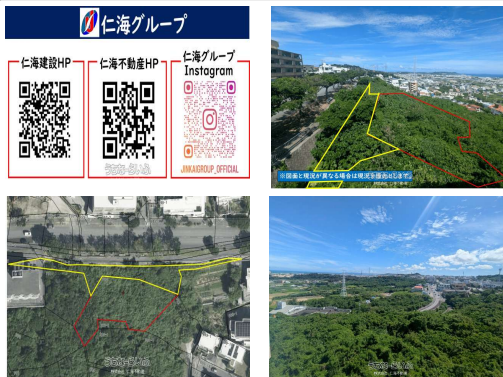 仁海グループ
仁海建設HP
仁海不動産HP
仁海グループ
Instagram
JINKAIGROUP_OFFICIAL
※図面と現況が異なる場合は現況を優先とします。